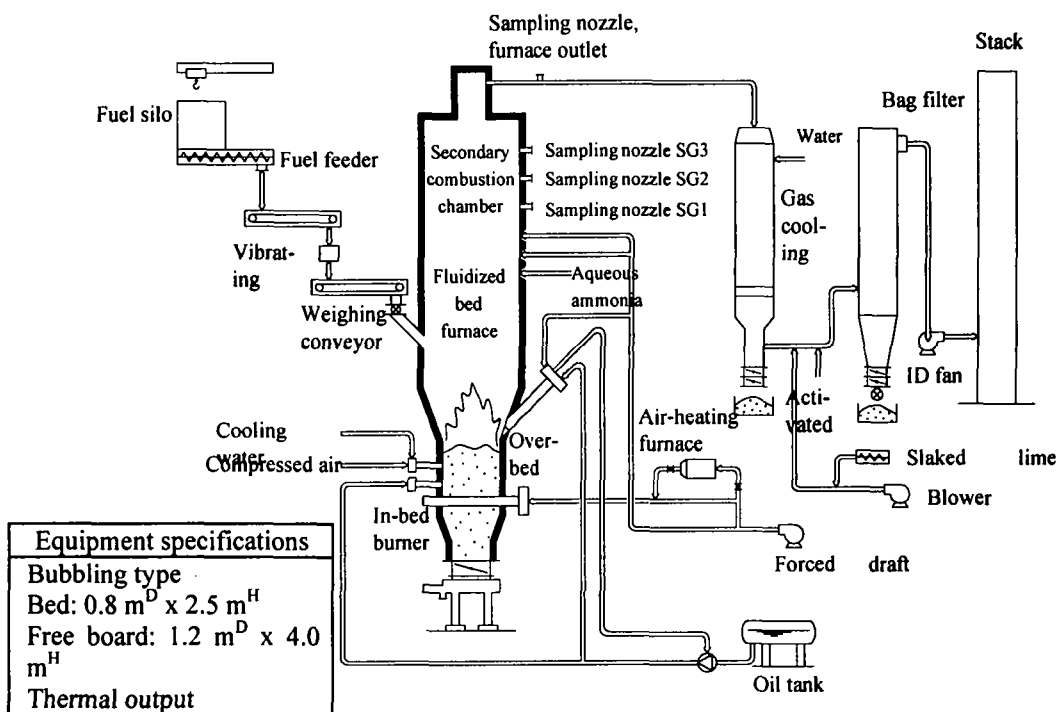 Sampling nozzle,
furnace outlet
Stack
Fuel silo
Bag filter
Fuel feeder
Secondary
combustion
chamber
Sampling nozzle SG3
Sampling nozzle SG2
Sampling nozzle SG1
Water
Gas
cool-
ing
Vibrat-
ing
Fluidized
bed
furnace
Aqueous
ammonia
Weighing
conveyor
ID fan
Acti-
vated
Cooling
water
Compressed air
Over-
bed
Air-heating
furnace
Slaked lime
Blower
In-bed
burner
Forced draft
Oil tank
Equipment specifications
Bubbling type
Bed: 0.8 m^D x 2.5 m^H
Free board: 1.2 m^D x 4.0
m^H
Thermal output